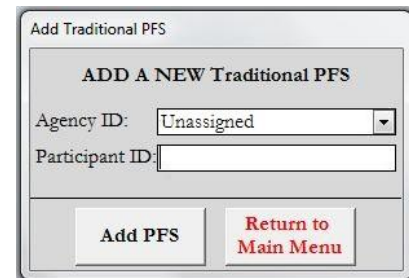 Add Traditional PFS
ADD A NEW Traditional PFS
Agency ID: Unassigned
Participant ID:
Add PFS
Return to
Main Menu